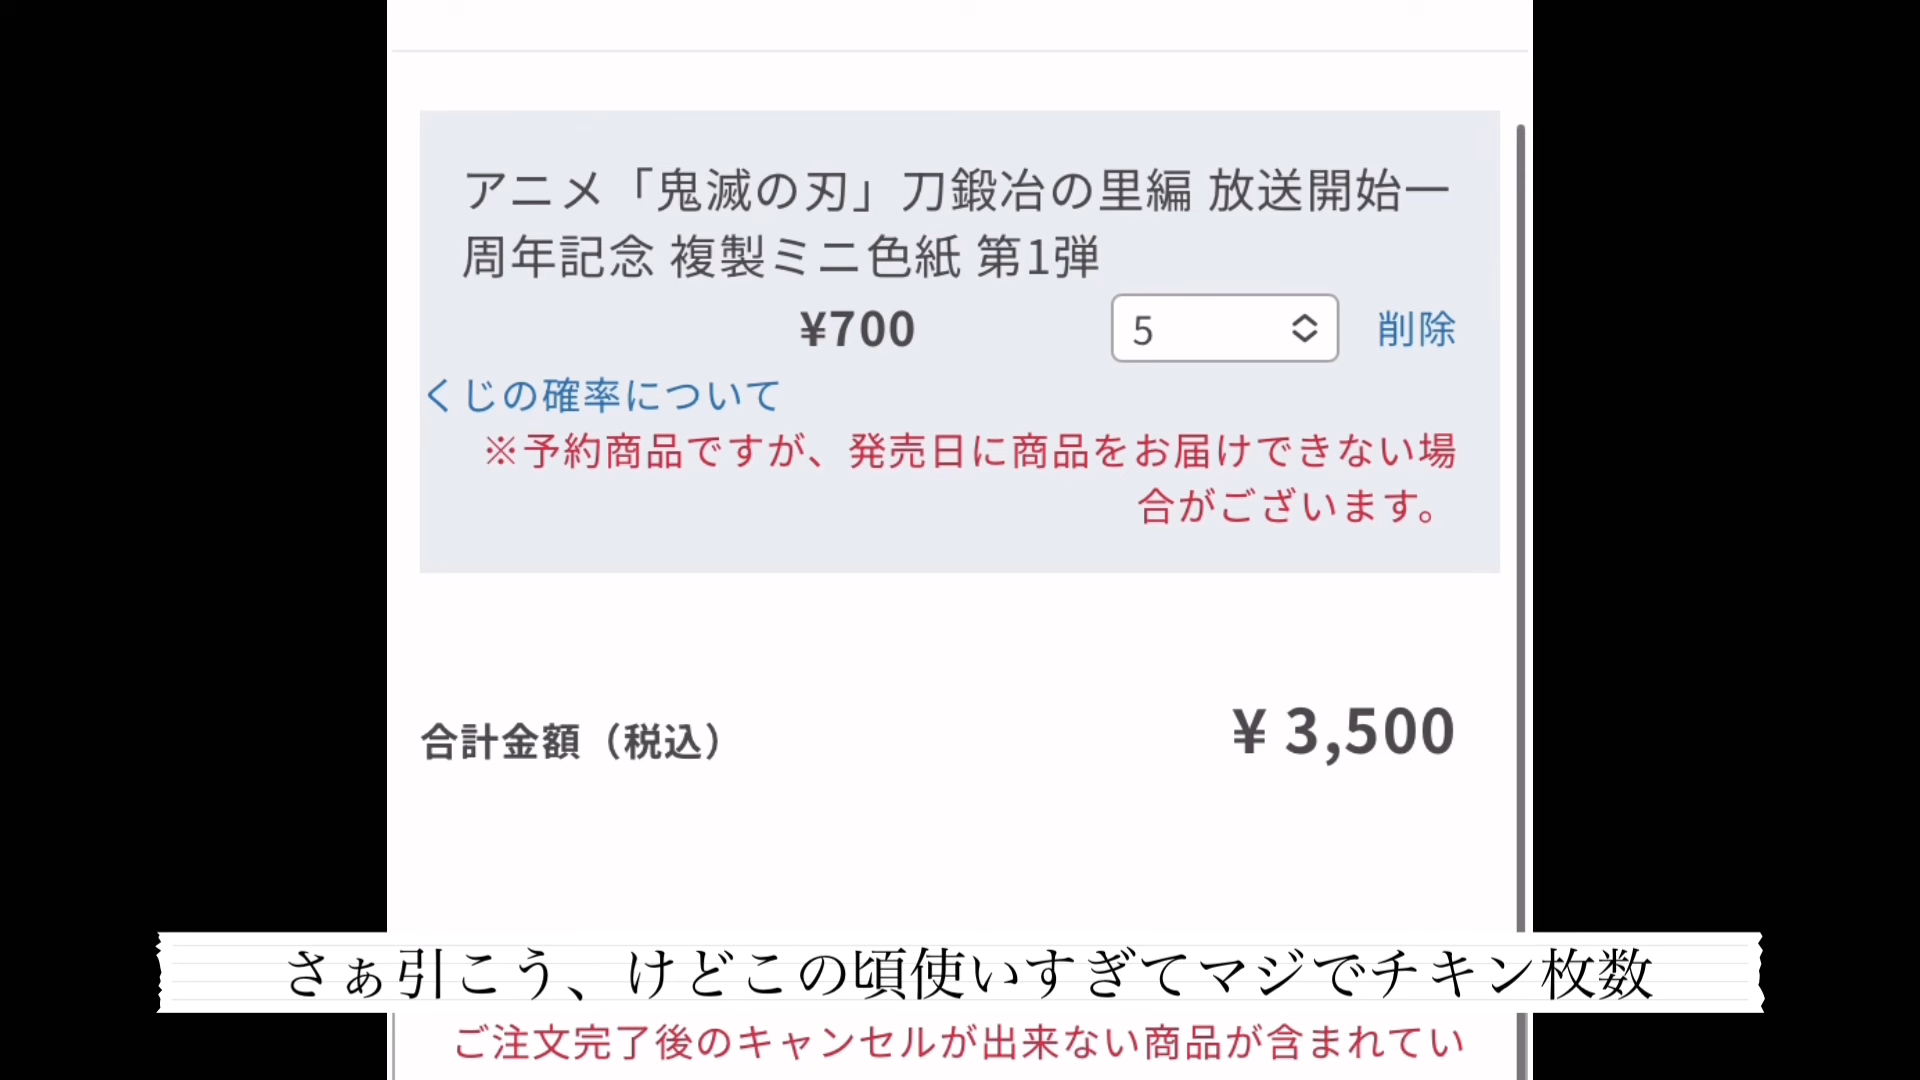 アニメ「鬼滅の刃」刀鍛冶の里編 放送開始一
周年記念 複製ミニ色紙 第1弾
¥700 5 削除
くじの確率について
※予約商品ですが、発売日に商品をお届けできない場
合がございます。
合計金額（税込） ¥ 3,500
さぁ引こう、けどこの頃使いすぎてマジでチキン枚数
ご注文完了後のキャンセルが出来ない商品が含まれてい